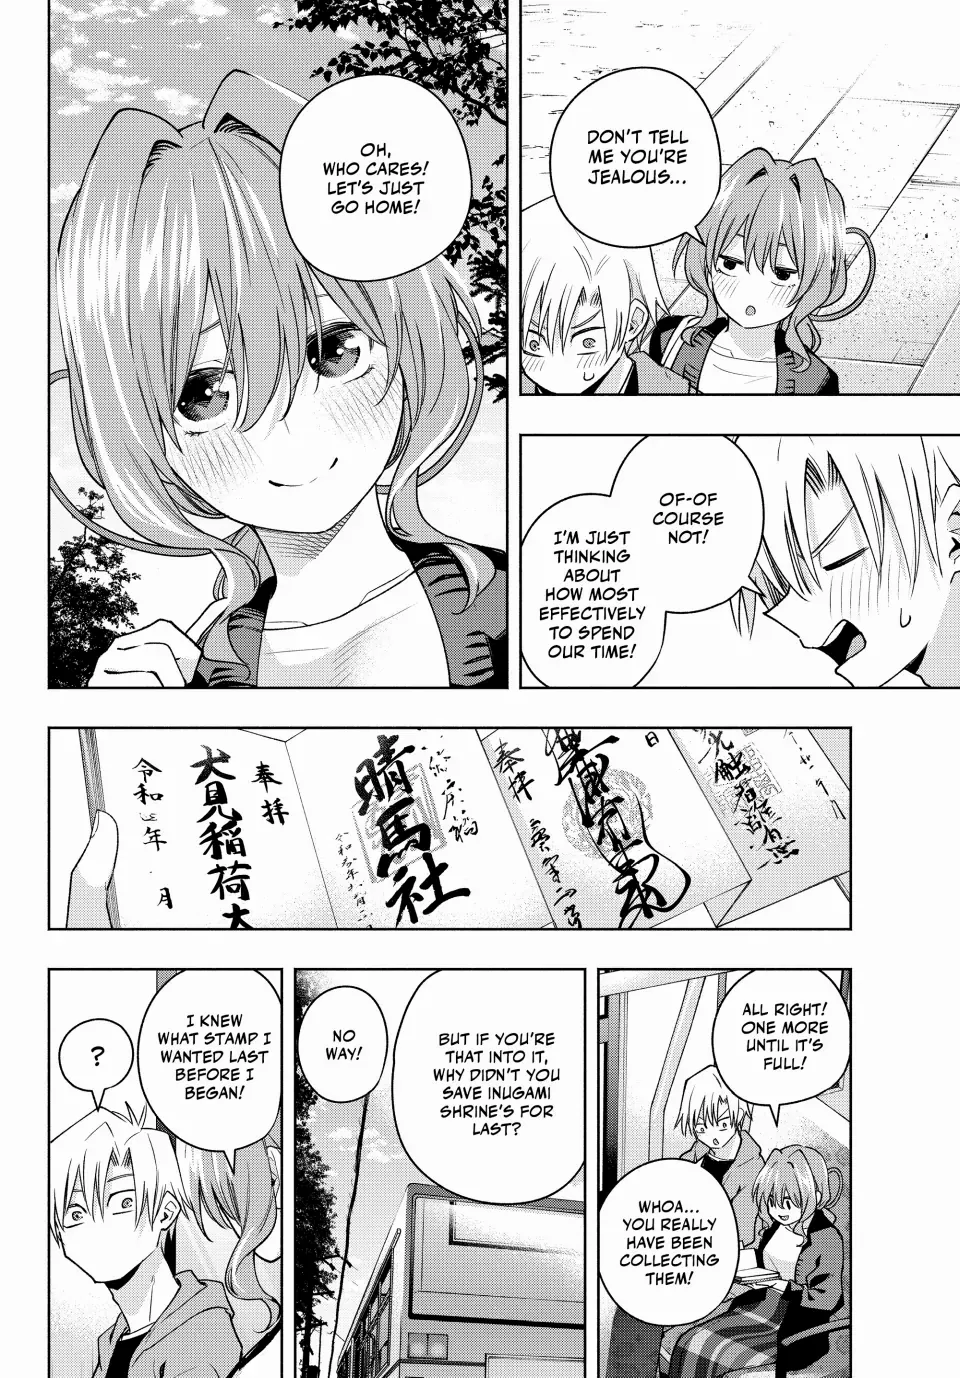 DON'T TELL
ME YOU'RE
JEALOUS...
OH,
WHO CARES!
LET'S JUST
GO HOME!
OF-OF
COURSE
NOT!
I'M JUST
THINKING
ABOUT
HOW MOST
EFFECTIVELY
TO SPEND
OUR TIME!
日
奉拝
晴馬社
奉拝
犬見稲荷大
令和 年
月
ALL RIGHT!
ONE MORE
UNTIL IT'S
FULL!
WHOA...
YOU REALLY
HAVE BEEN
COLLECTING
THEM!
BUT IF YOU'RE
THAT INTO IT,
WHY DIDN'T YOU
SAVE INUGAMI
SHRINE'S FOR
LAST?
NO
WAY!
I KNEW
WHAT STAMP I
WANTED LAST
BEFORE I
BEGAN!
?